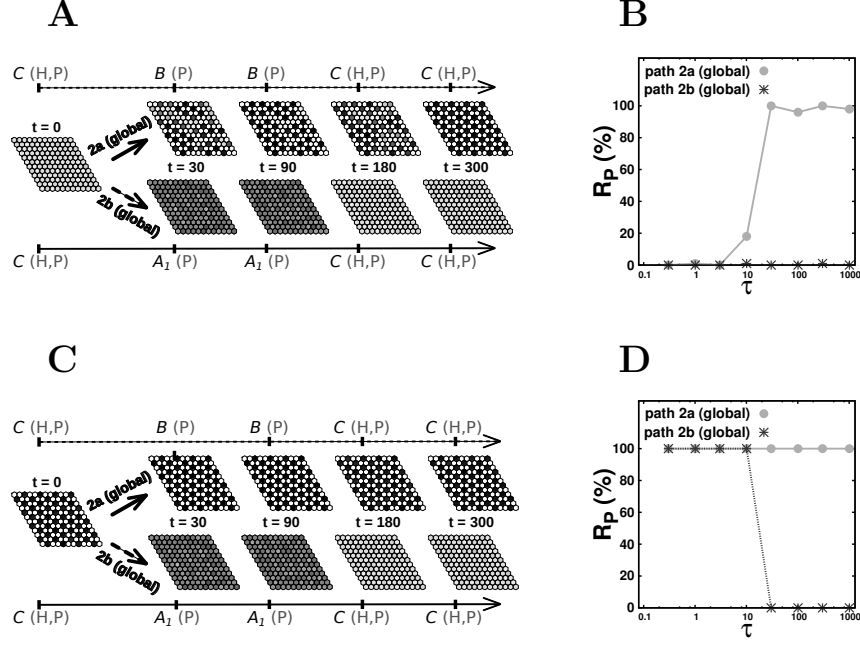 A
C (H,P) B (P) B (P) C (H,P) C (H,P)
t = 0
2a (global)
t = 30 t = 90 t = 180 t = 300
2b (global)
C (H,P) A1 (P) A1 (P) C (H,P) C (H,P)
B
path 2a (global)
path 2b (global)
100
80
60
40
20
0
RP (%)
0.1 1 10 100 1000
τ
C
C (H,P) B (P) B (P) C (H,P) C (H,P)
t = 0
2a (global)
t = 30 t = 90 t = 180 t = 300
2b (global)
C (H,P) A1 (P) A1 (P) C (H,P) C (H,P)
D
path 2a (global)
path 2b (global)
100
80
60
40
20
0
RP (%)
0.1 1 10 100 1000
τ